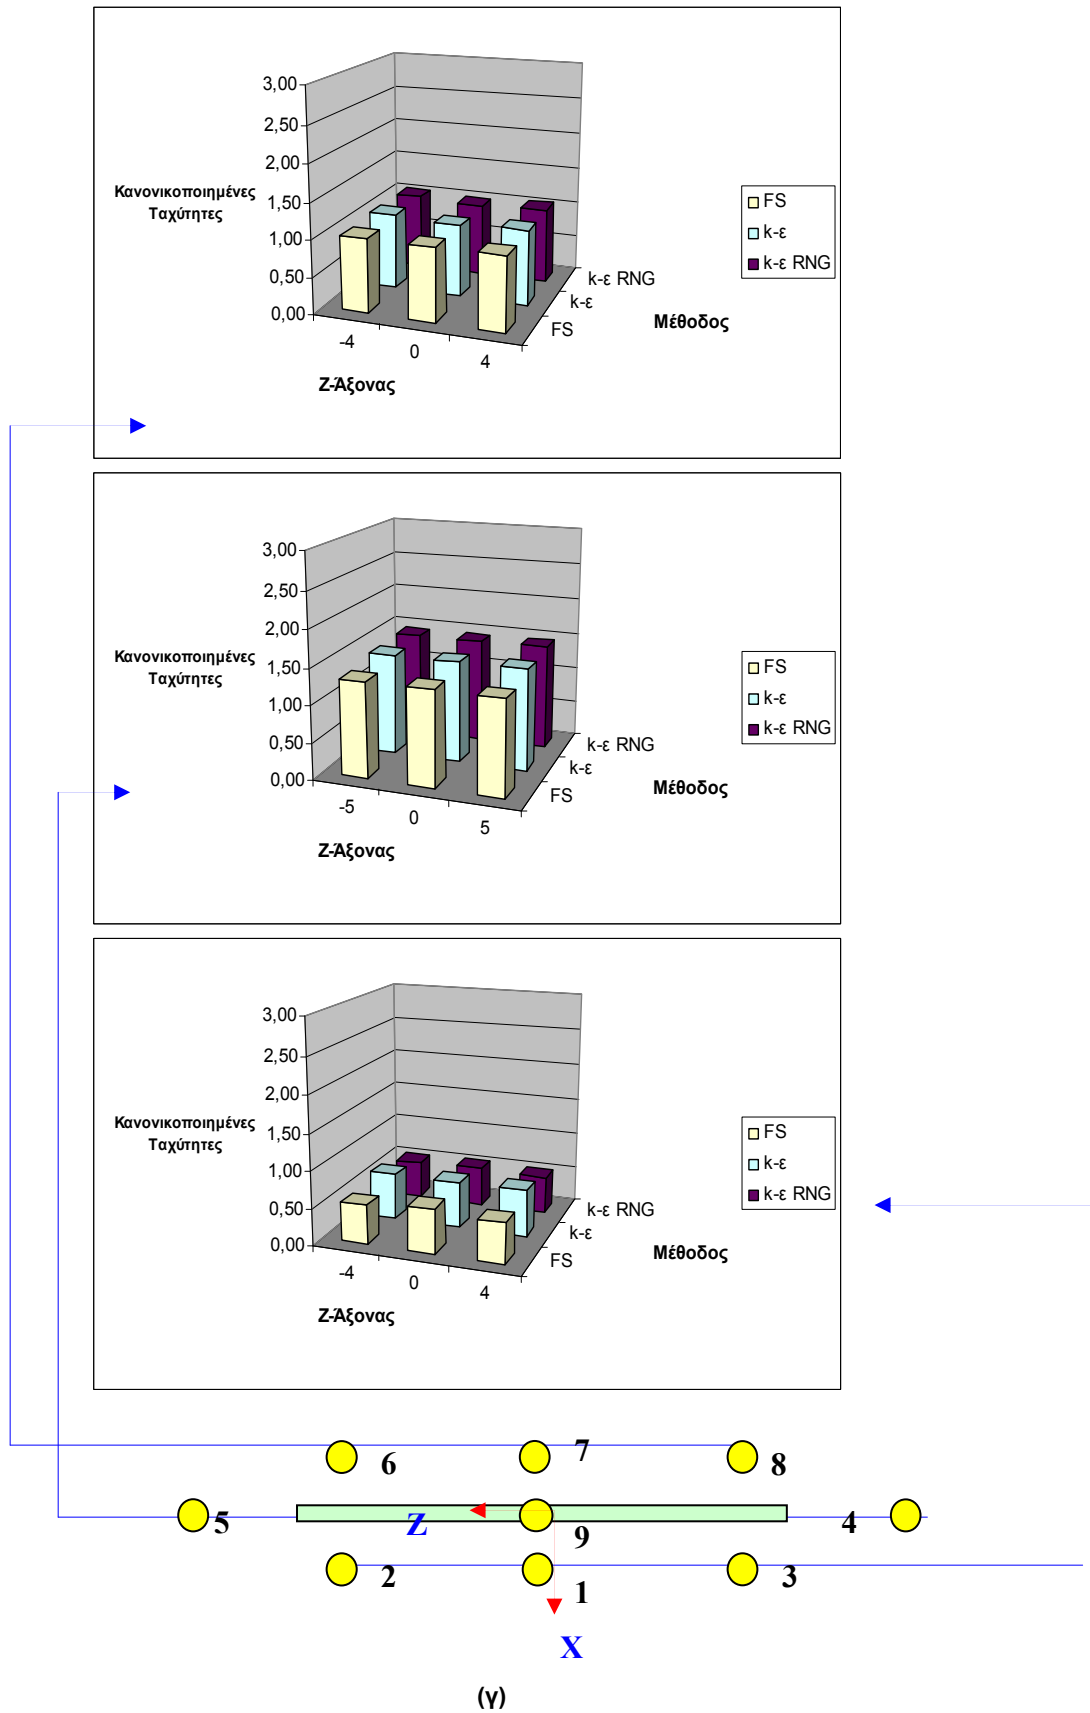 3,00
2,50
2,00
1,50
1,00
0,50
0,00
Κανονικοποιημένες
Ταχύτητες
-4
0
4
Ζ-Άξονας
FS
k-ε
k-ε RNG
Μέθοδος
FS
k-ε
k-ε RNG
3,00
2,50
2,00
1,50
1,00
0,50
0,00
Κανονικοποιημένες
Ταχύτητες
-5
0
5
Ζ-Άξονας
FS
k-ε
k-ε RNG
Μέθοδος
FS
k-ε
k-ε RNG
3,00
2,50
2,00
1,50
1,00
0,50
0,00
Κανονικοποιημένες
Ταχύτητες
-4
0
4
Ζ-Άξονας
FS
k-ε
k-ε RNG
Μέθοδος
FS
k-ε
k-ε RNG
6 7 8
5 Z 9 4
2 1 3
X
(γ)